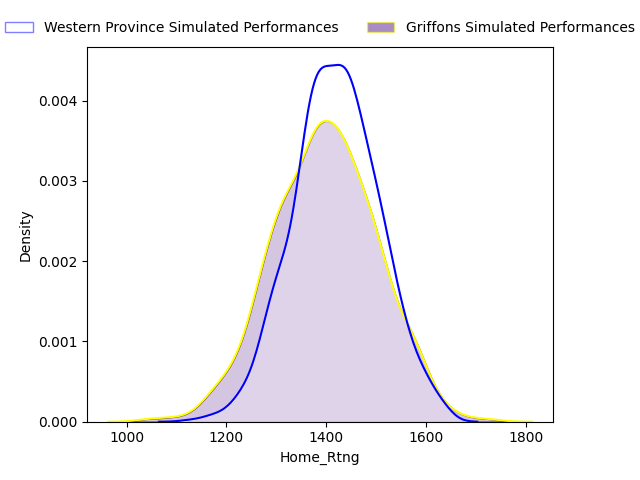 Western Province Simulated Performances
Griffons Simulated Performances
Density
0.004
0.003
0.002
0.001
0.000
1000
1200
1400
1600
1800
Home_Rtng